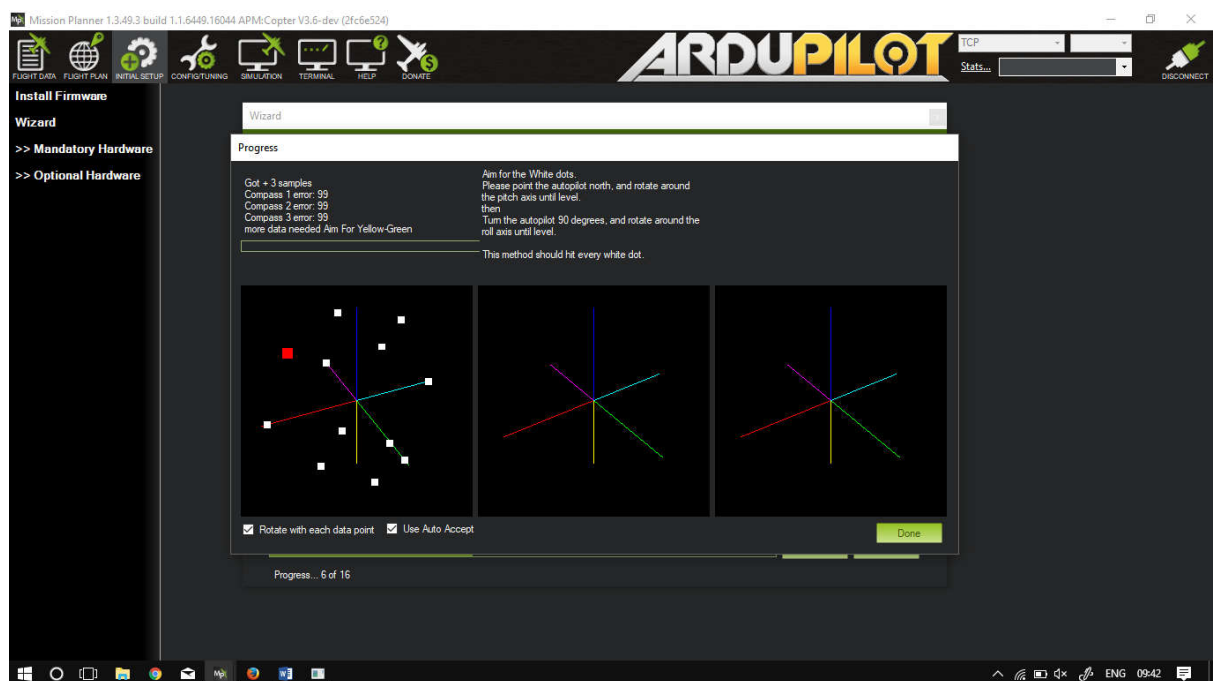 Mission Planner 1.3.49.3 build 1.1.6449.16044 APM:Copter V3.6-dev (2fc6e524)
FLIGHT DATA
FLIGHT PLAN
INITIAL SETUP
CONFIG/TUNING
SIMULATION
TERMINAL
HELP
DONATE
ARDUPILOT
TCP
Stats...
DISCONNECT
Install Firmware
Wizard
>> Mandatory Hardware
>> Optional Hardware
Wizard
Progress
Got + 3 samples
Compass 1 error: 99
Compass 2 error: 99
Compass 3 error: 99
more data needed Aim For Yellow-Green
Aim for the White dots.
Please point the autopilot north, and rotate around
the pitch axis until level.
then
Turn the autopilot 90 degrees, and rotate around the
roll axis until level.
This method should hit every white dot.
Rotate with each data point
Use Auto Accept
Done
Progress... 6 of 16
ENG
09:42